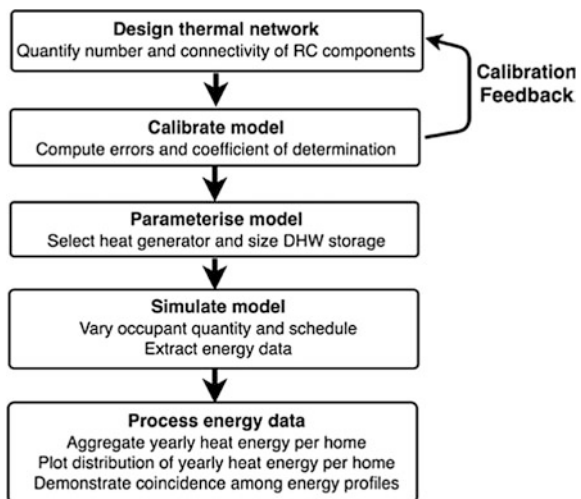 Design thermal network
Quantify number and connectivity of RC components
Calibration
Feedback
Calibrate model
Compute errors and coefficient of determination
Parameterise model
Select heat generator and size DHW storage
Simulate model
Vary occupant quantity and schedule
Extract energy data
Process energy data
Aggregate yearly heat energy per home
Plot distribution of yearly heat energy per home
Demonstrate coincidence among energy profiles